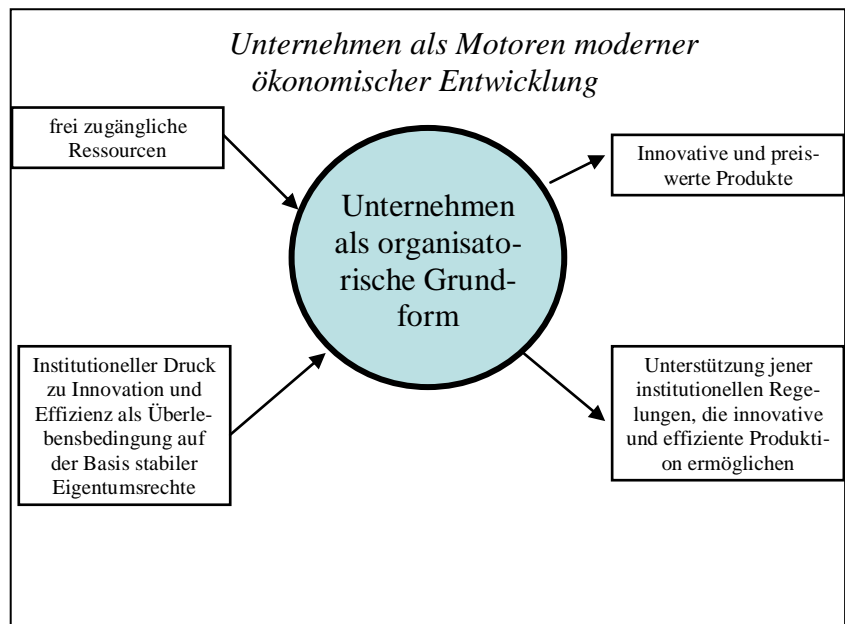 Unternehmen als Motoren moderner
ökonomischer Entwicklung
frei zugängliche
Ressourcen
Innovative und preis-
werte Produkte
Unternehmen
als organisato-
rische Grund-
form
Institutioneller Druck
zu Innovation und
Effizienz als Überle-
bensbedingung auf
der Basis stabiler
Eigentumsrechte
Unterstützung jener
institutionellen Rege-
lungen, die innovative
und effiziente Produkti-
on ermöglichen